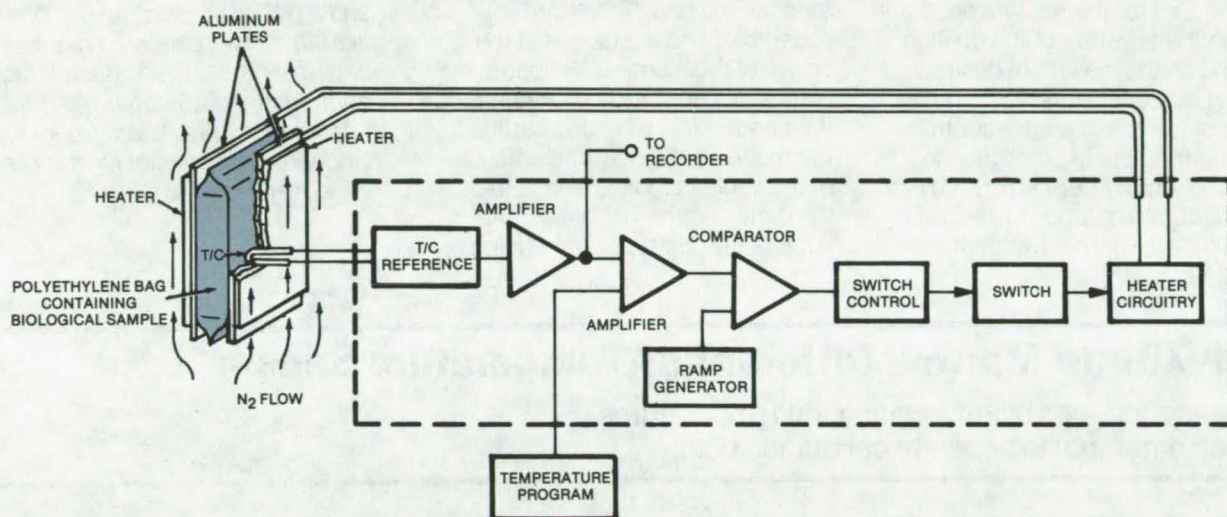 ALUMINUM
PLATES
HEATER
HEATER
T/C
POLYETHYLENE BAG
CONTAINING
BIOLOGICAL SAMPLE
N₂ FLOW
TO
RECORDER
AMPLIFIER
T/C
REFERENCE
AMPLIFIER
COMPARATOR
RAMP
GENERATOR
SWITCH
CONTROL
SWITCH
HEATER
CIRCUITRY
TEMPERATURE
PROGRAM